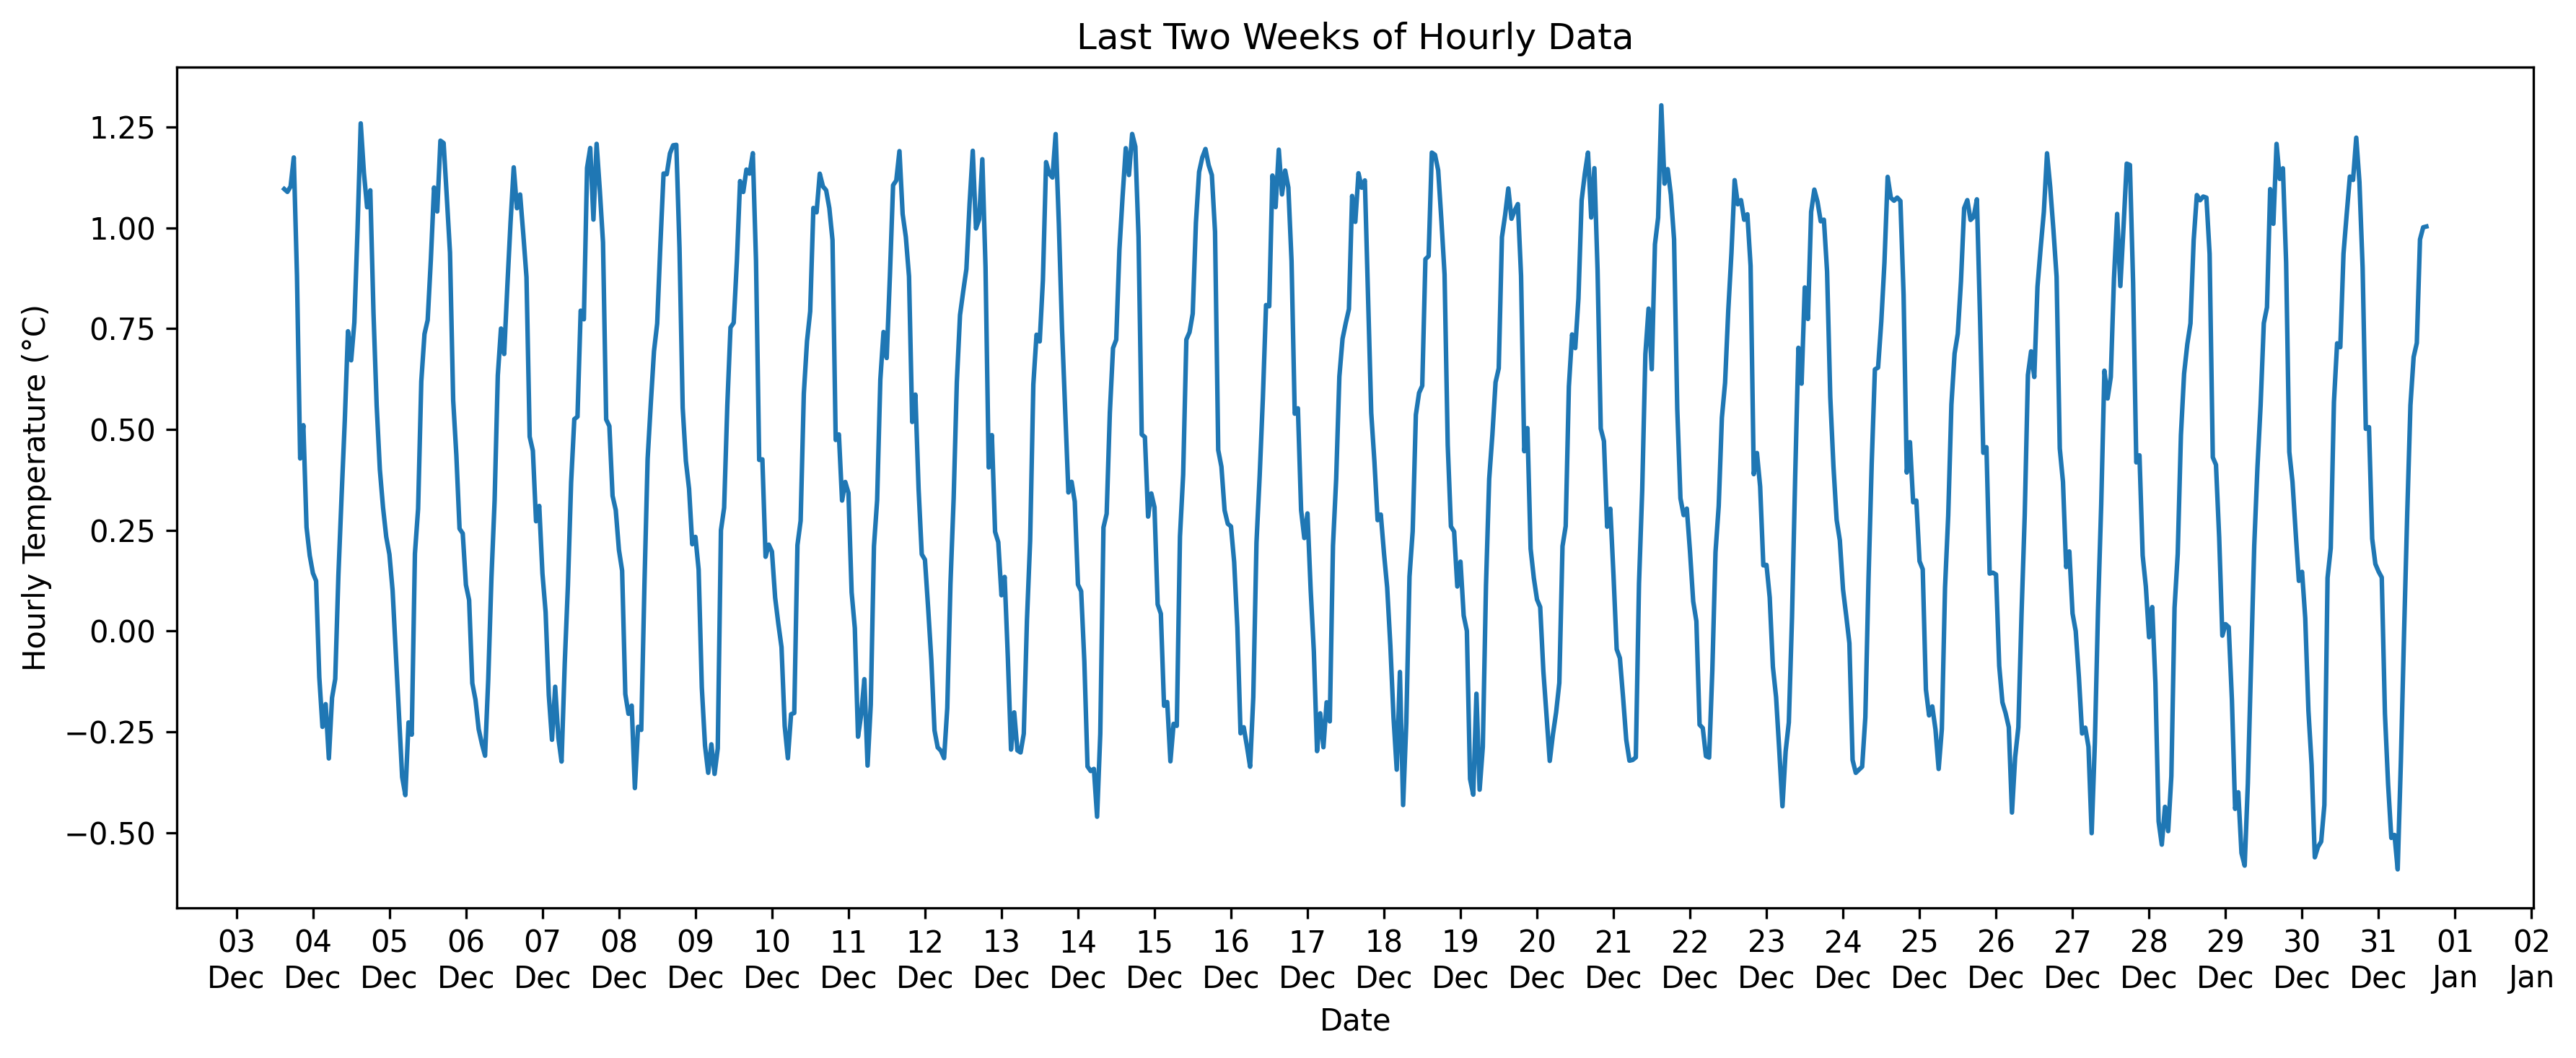 Last Two Weeks of Hourly Data
Hourly Temperature (°C)
1.25
1.00
0.75
0.50
0.25
0.00
−0.25
−0.50
03 04 05 06 07 08 09 10 11 12 13 14 15 16 17 18 19 20 21 22 23 24 25 26 27 28 29 30 31 01 02
Dec Dec Dec Dec Dec Dec Dec Dec Dec Dec Dec Dec Dec Dec Dec Dec Dec Dec Dec Dec Dec Dec Dec Dec Dec Dec Dec Dec Dec Jan Jan
Date